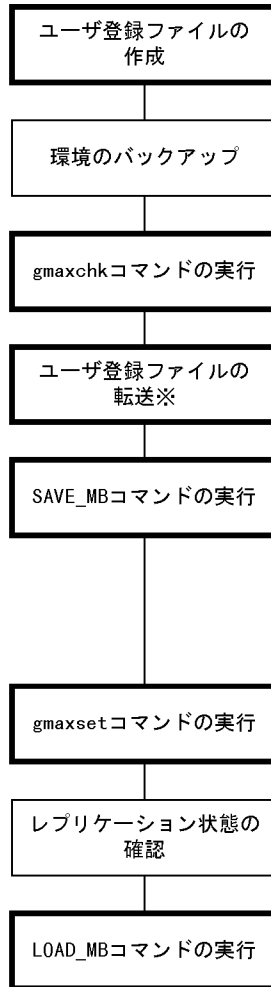 ユーザ登録ファイルの
作成
環境のバックアップ
gmaxchkコマンドの実行
ユーザ登録ファイルの
転送※
SAVE_MBコマンドの実行
gmaxsetコマンドの実行
レプリケーション状態の
確認
LOAD_MBコマンドの実行